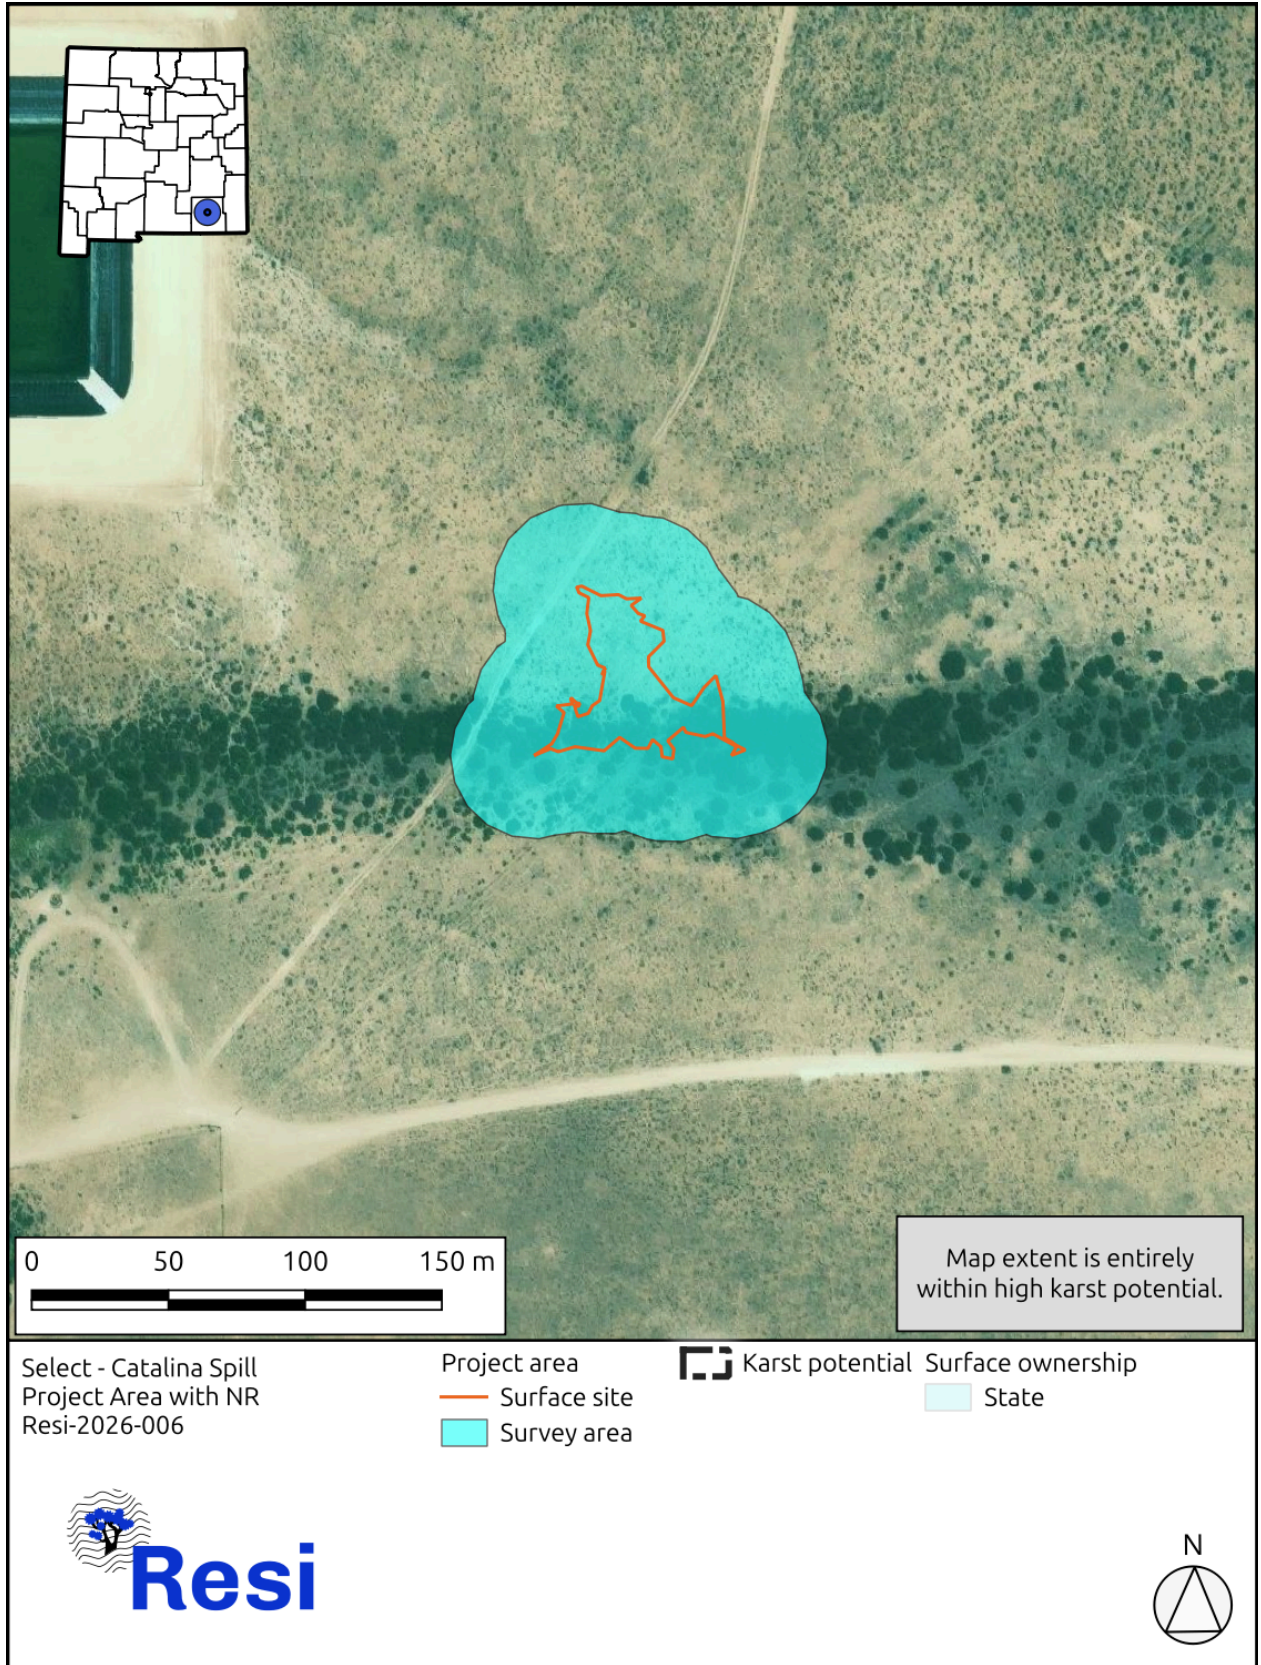 0 50 100 150 m
Map extent is entirely
within high karst potential.
Select - Catalina Spill
Project Area with NR
Resi-2026-006
Project area
Surface site
Survey area
Karst potential
Surface ownership
State
Resi
N